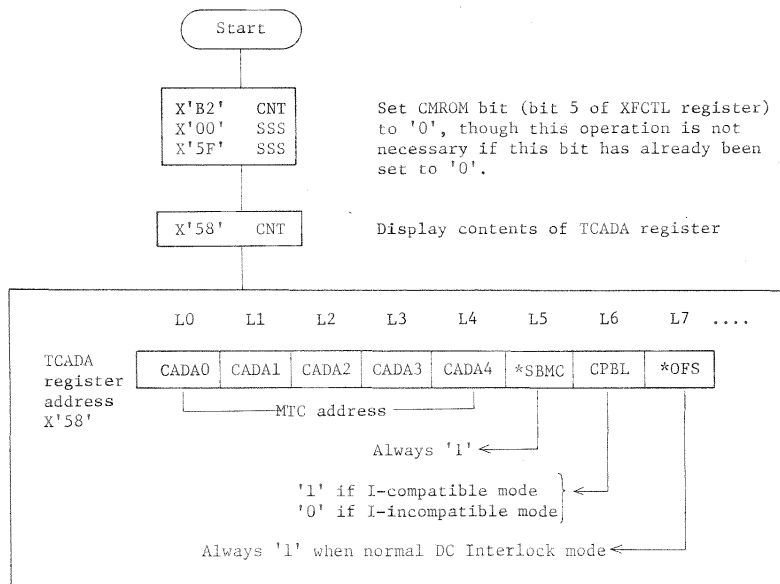 Start
X'B2' CNT
X'00' SSS
X'5F' SSS
Set CMROM bit (bit 5 of XFCTL register)
to '0', though this operation is not
necessary if this bit has already been
set to '0'.
X'58' CNT
Display contents of TCADA register
L0 L1 L2 L3 L4 L5 L6 L7 ....
TCADA
register
address
X'58'
CADA0 CADA1 CADA2 CADA3 CADA4 *SBMC CPBL *OFS
MTC address
Always '1'
'1' if I-compatible mode
'0' if I-incompatible mode
Always '1' when normal DC Interlock mode